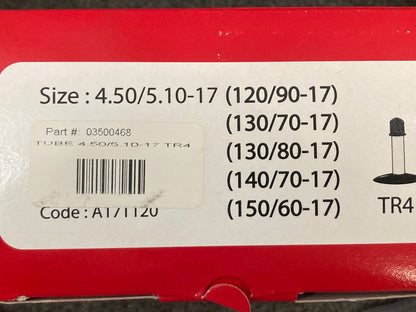 Size : 4.50/5.10-17 (120/90-17)
(130/70-17)
Part #: 03500468
TUBE 4.50/5.10-17 TR4
(130/80-17)
(140/70-17)
Code : A171120
(150/60-17)
TR4